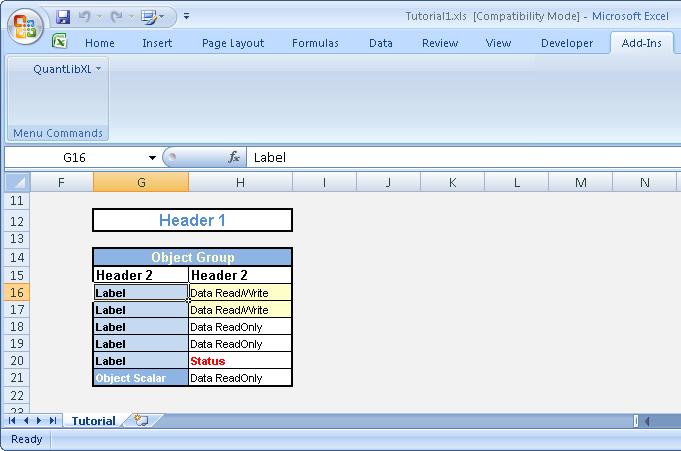 Tutorial1.xls [Compatibility Mode] - Microsoft Excel
Home Insert Page Layout Formulas Data Review View Developer Add-Ins
QuantLibXL
Menu Commands
G16 fx Label
F G H I J K L M N
11
12 Header 1
13
14 Object Group
15 Header 2 Header 2
16 Label Data Read/Write
17 Label Data Read/Write
18 Label Data ReadOnly
19 Label Data ReadOnly
20 Label Status
21 Object Scalar Data ReadOnly
22
23
Tutorial
Ready